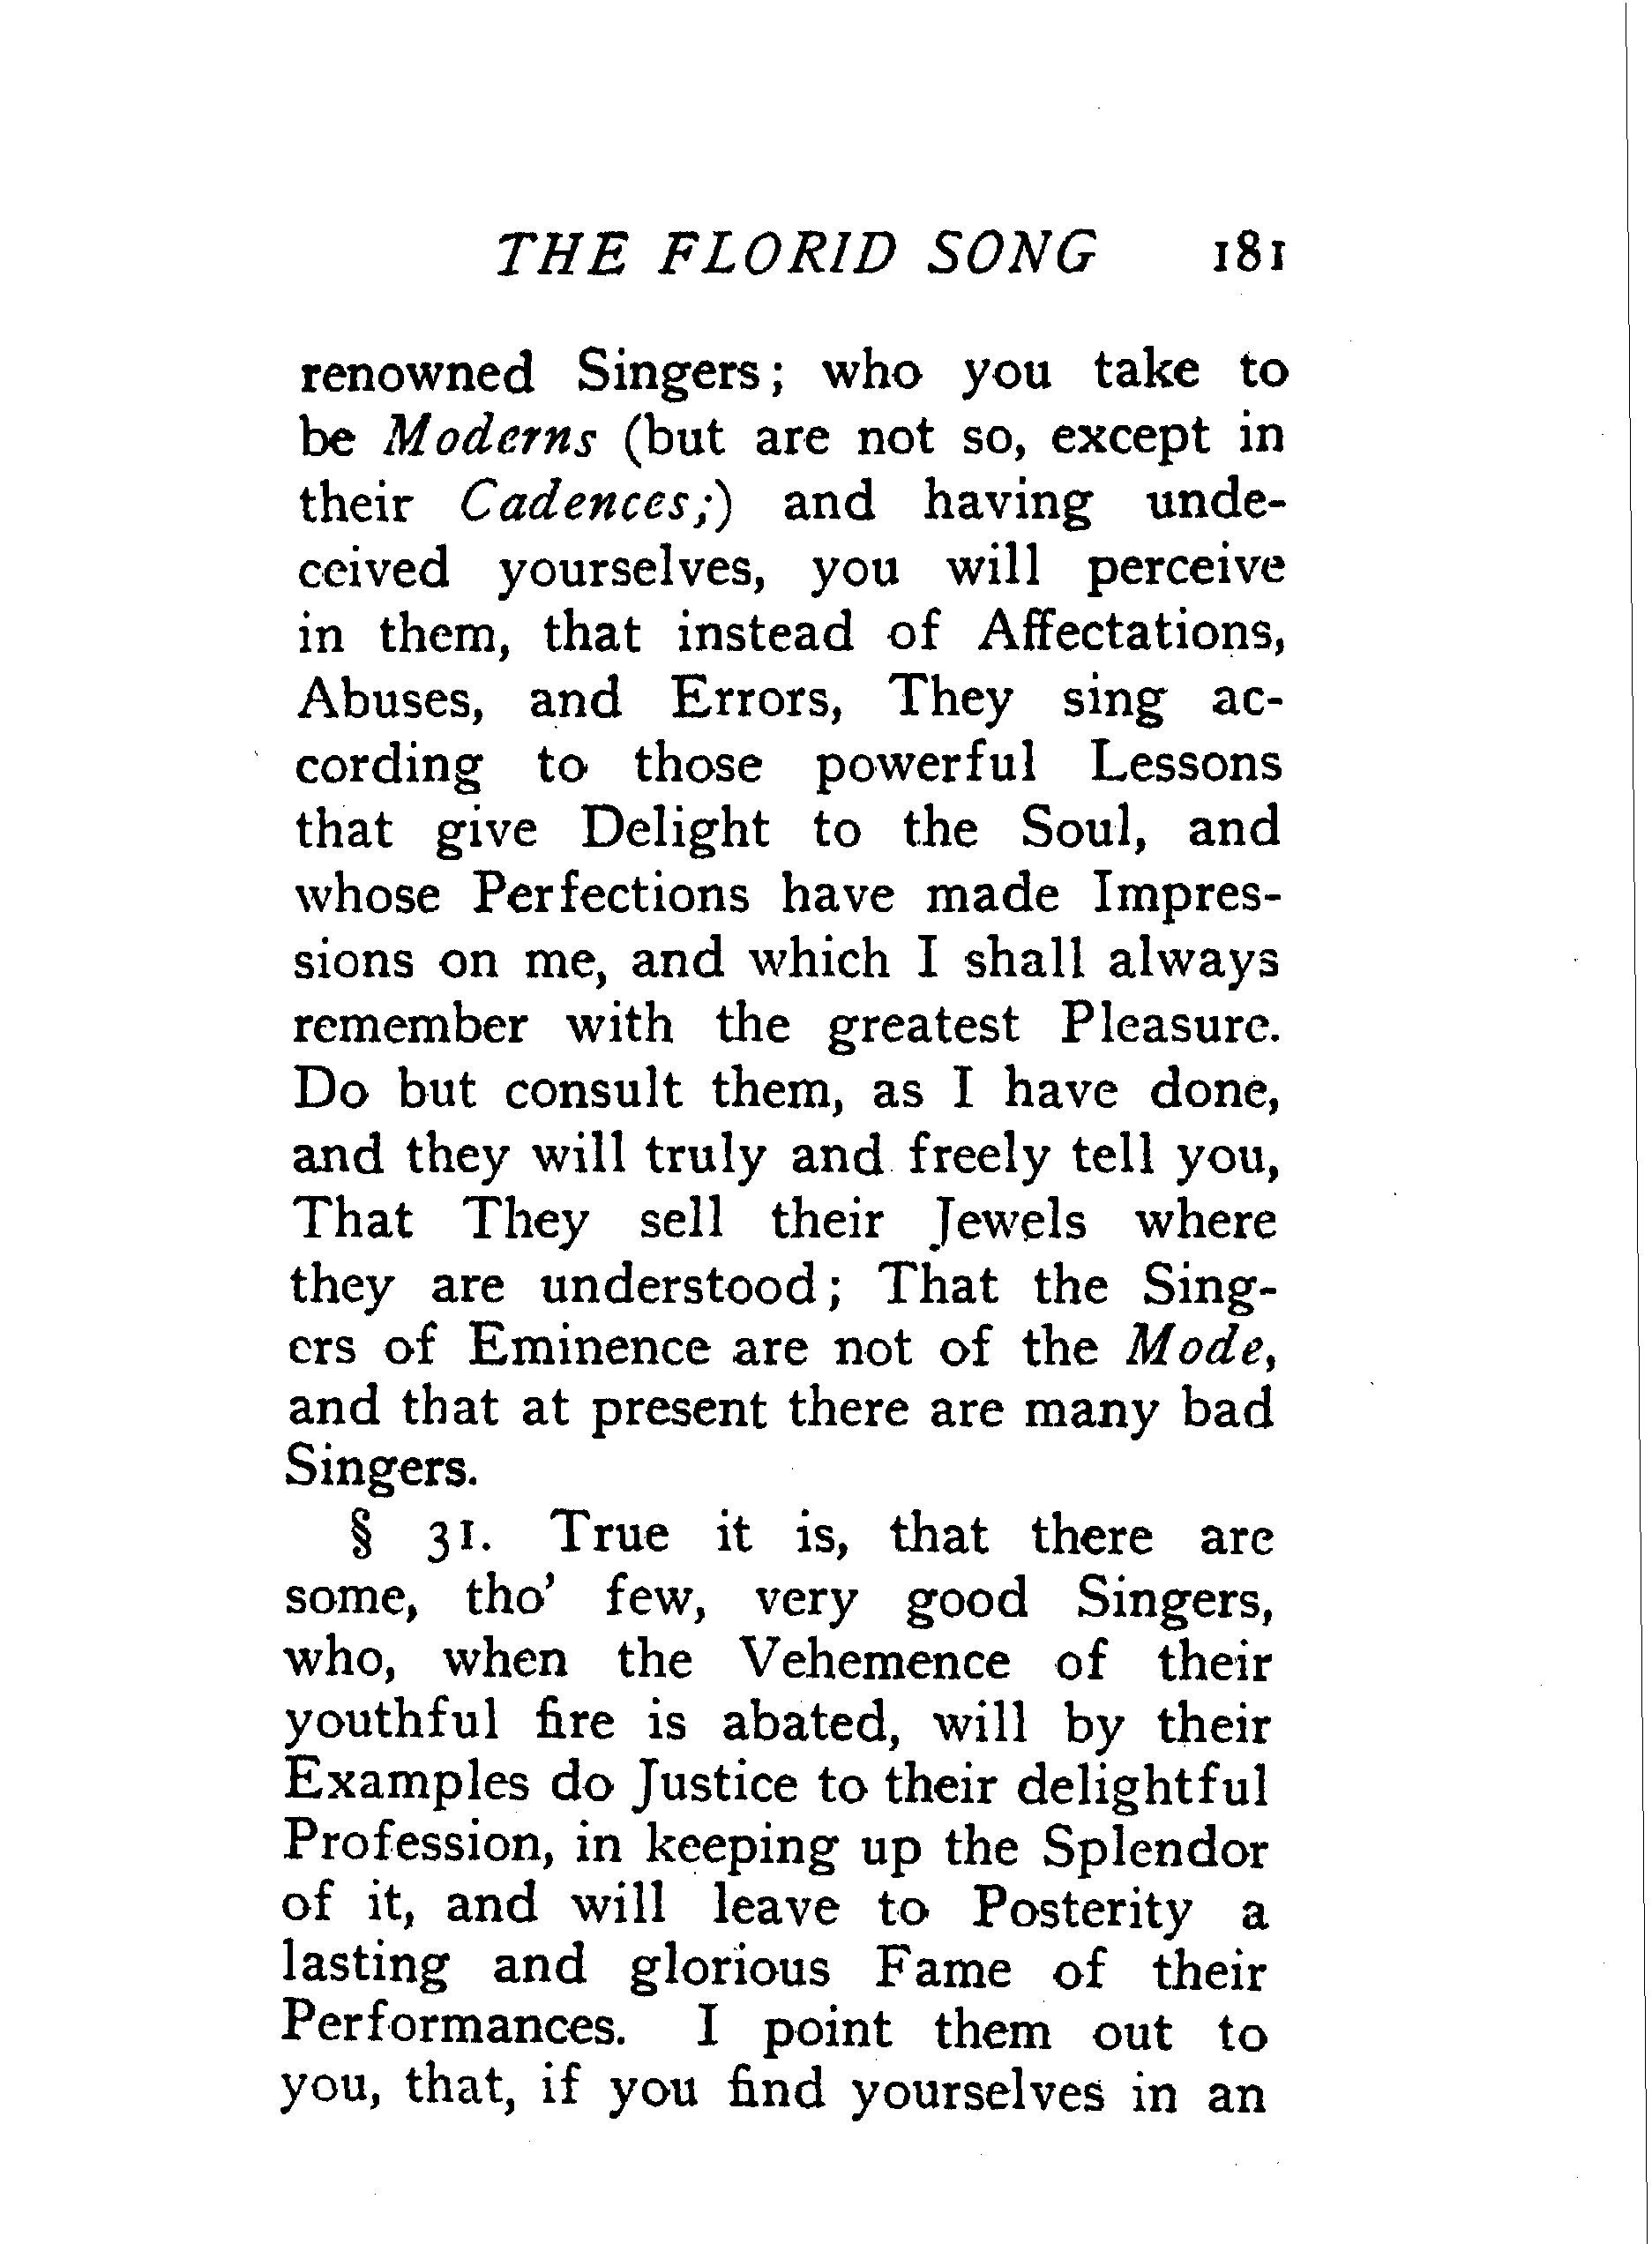 THE FLORID SONG 181
renowned Singers; who you take to
be Moderns (but are not so, except in
their Cadences;) and having unde-
ceived yourselves, you will perceive
in them, that instead of Affectations,
Abuses, and Errors, They sing ac-
cording to those powerful Lessons
that give Delight to the Soul, and
whose Perfections have made Impres-
sions on me, and which I shall always
remember with the greatest Pleasure.
Do but consult them, as I have done,
and they will truly and freely tell you,
That They sell their Jewels where
they are understood; That the Sing-
ers of Eminence are not of the Mode,
and that at present there are many bad
Singers.
§ 31. True it is, that there are
some, tho' few, very good Singers,
who, when the Vehemence of their
youthful fire is abated, will by their
Examples do Justice to their delightful
Profession, in keeping up the Splendor
of it, and will leave to Posterity a
lasting and glorious Fame of their
Performances. I point them out to
you, that, if you find yourselves in an